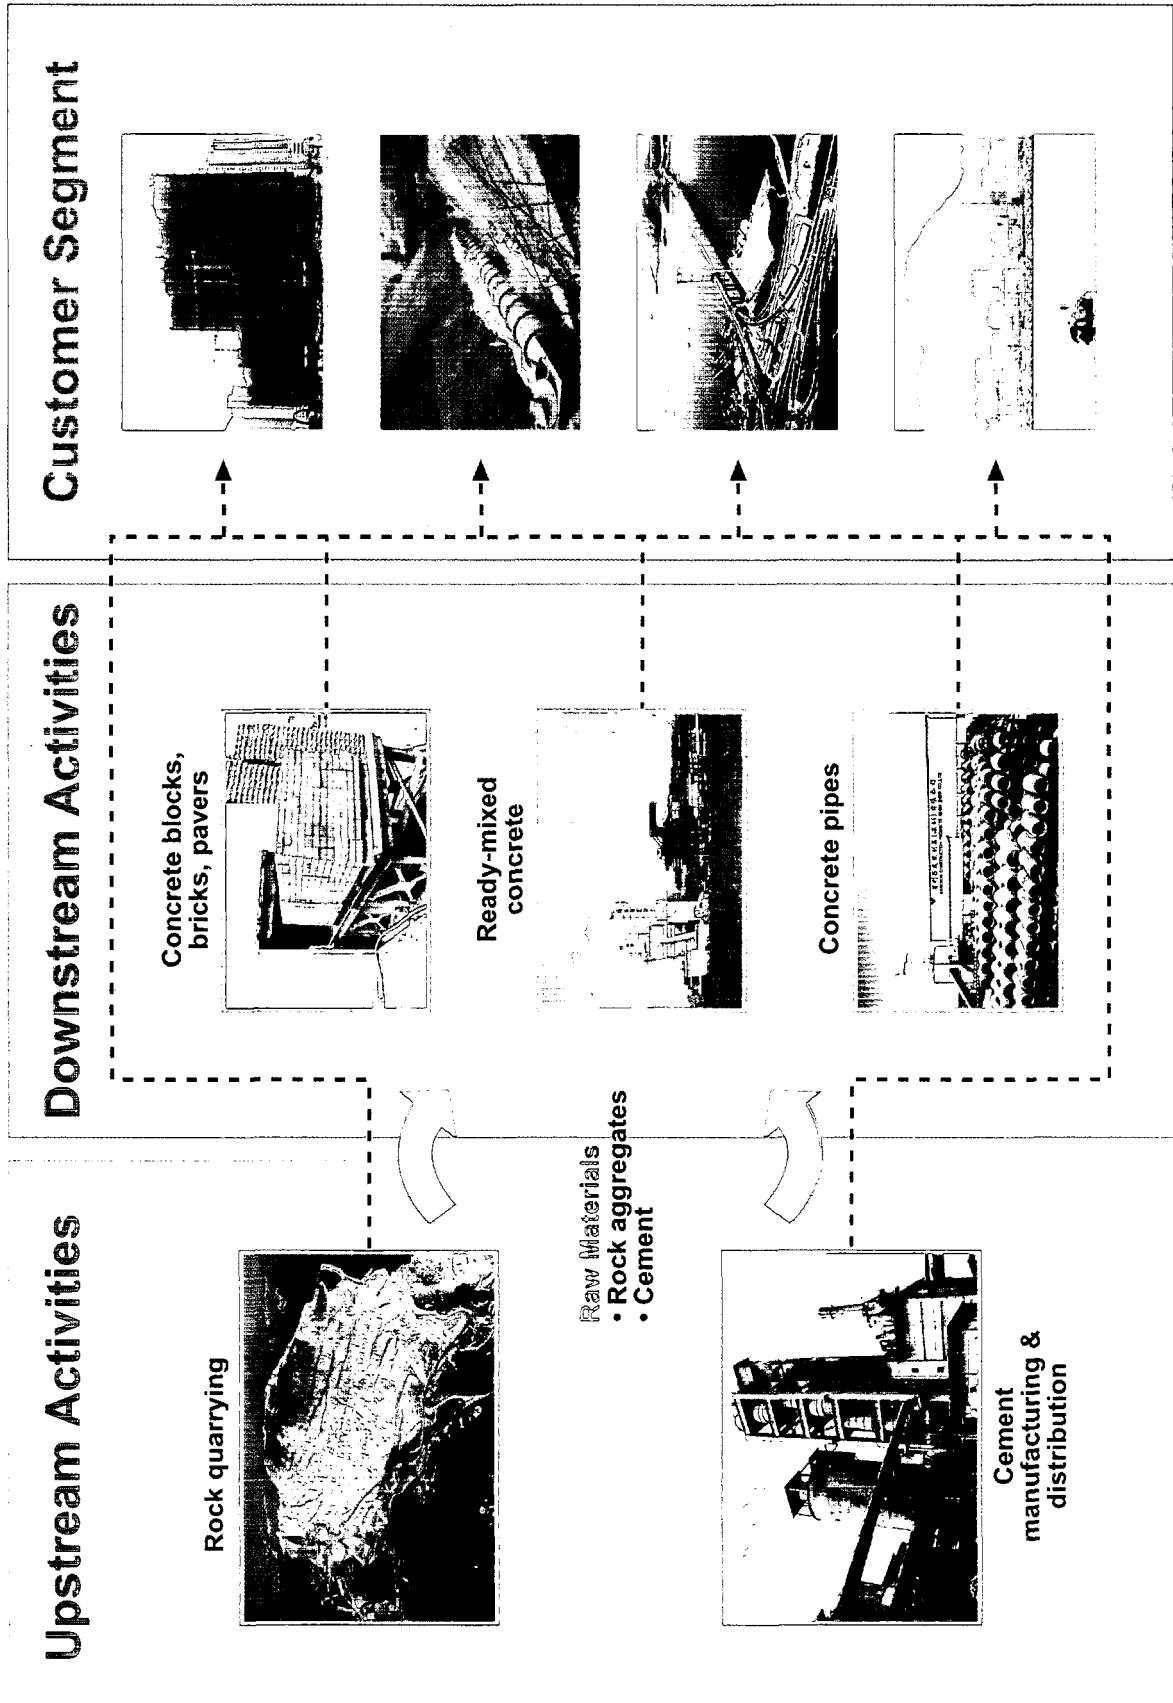 Upstream Activities
Rock quarrying
Raw Materials
• Rock aggregates
• Cement
Cement
manufacturing &
distribution
Downstream Activities
Concrete blocks,
bricks, pavers
Ready-mixed
concrete
Concrete pipes
Customer Segment